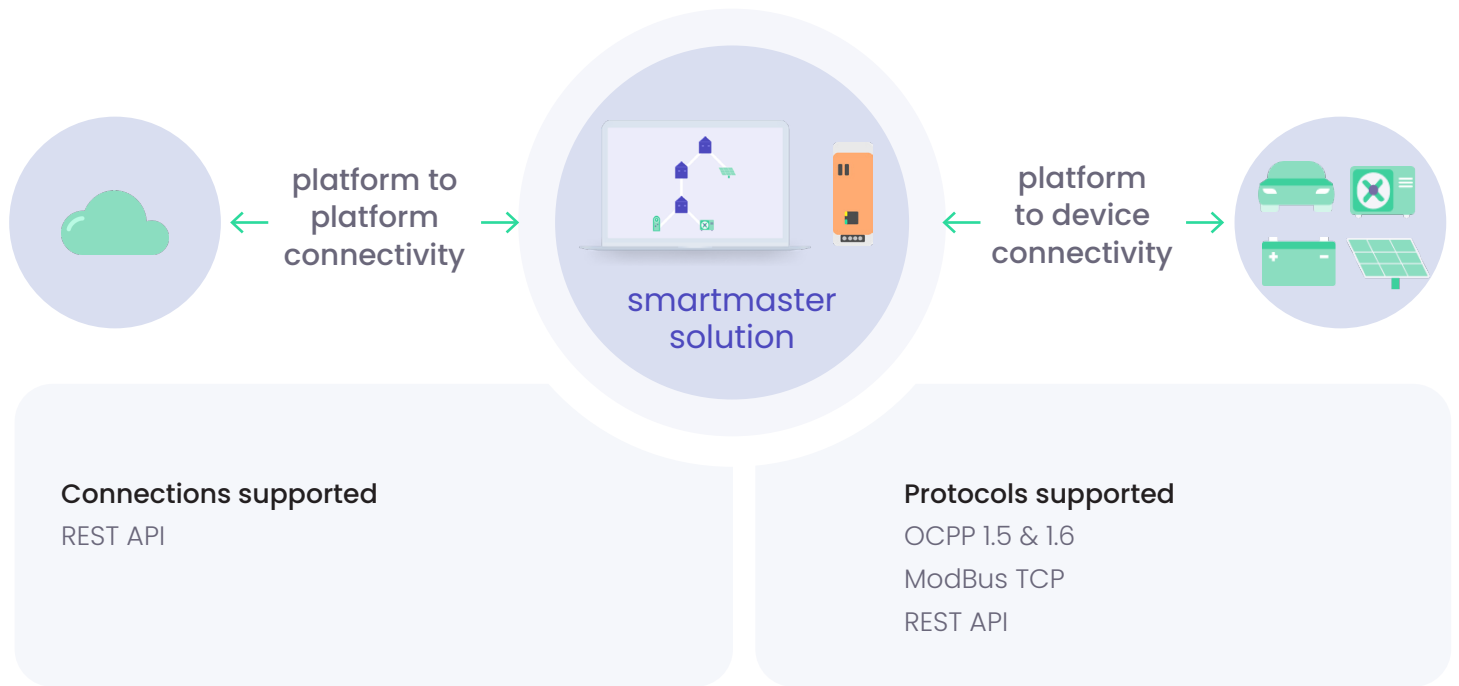 platform to
platform
connectivity
smartmaster
solution
platform
to device
connectivity
Connections supported
REST API
Protocols supported
OCPP 1.5 & 1.6
ModBus TCP
REST API